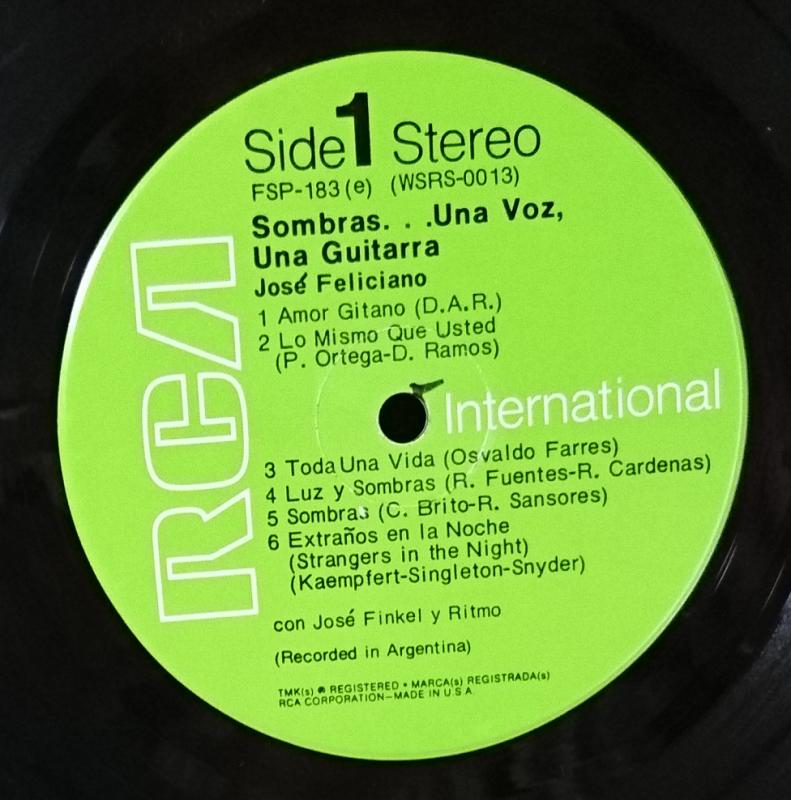 Side 1 Stereo
FSP-183(e) (WSRS-0013)
Sombras. . .Una Voz,
Una Guitarra
José Feliciano
1 Amor Gitano (D.A.R.)
2 Lo Mismo Que Usted
(P. Ortega-D. Ramos)
RCA
International
3 Toda Una Vida (Osvaldo Farres)
4 Luz y Sombras (R. Fuentes-R. Cardenas)
5 Sombras (C. Brito-R. Sansores)
6 Extraños en la Noche
(Strangers in the Night)
(Kaempfert-Singleton-Snyder)
con José Finkel y Ritmo
(Recorded in Argentina)
TMK(s) ® REGISTERED • MARCA(s) REGISTRADA(s)
RCA CORPORATION—MADE IN U.S.A.